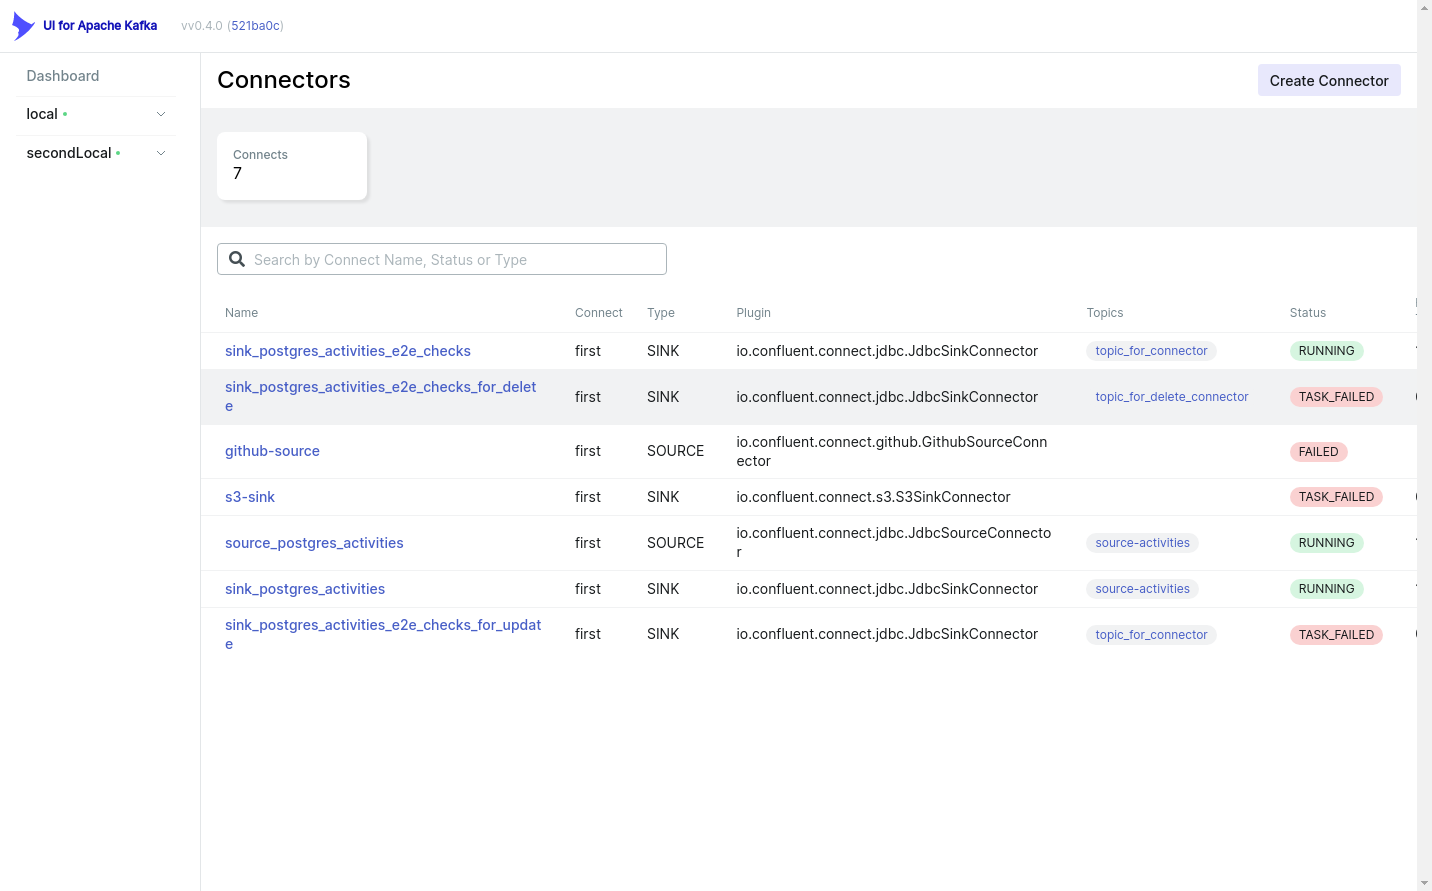 UI for Apache Kafka vv0.4.0 (521ba0c)
Dashboard
local
secondLocal
Connectors
Create Connector
Connects
7
Search by Connect Name, Status or Type
Name Connect Type Plugin Topics Status
sink_postgres_activities_e2e_checks first SINK io.confluent.connect.jdbc.JdbcSinkConnector topic_for_connector RUNNING
sink_postgres_activities_e2e_checks_for_delet
e
first SINK io.confluent.connect.jdbc.JdbcSinkConnector topic_for_delete_connector TASK_FAILED
github-source first SOURCE
io.confluent.connect.github.GithubSourceConn
ector
FAILED
s3-sink first SINK io.confluent.connect.s3.S3SinkConnector TASK_FAILED
source_postgres_activities first SOURCE
io.confluent.connect.jdbc.JdbcSourceConnecto
r
source-activities RUNNING
sink_postgres_activities first SINK io.confluent.connect.jdbc.JdbcSinkConnector source-activities RUNNING
sink_postgres_activities_e2e_checks_for_updat
e
first SINK io.confluent.connect.jdbc.JdbcSinkConnector topic_for_connector TASK_FAILED